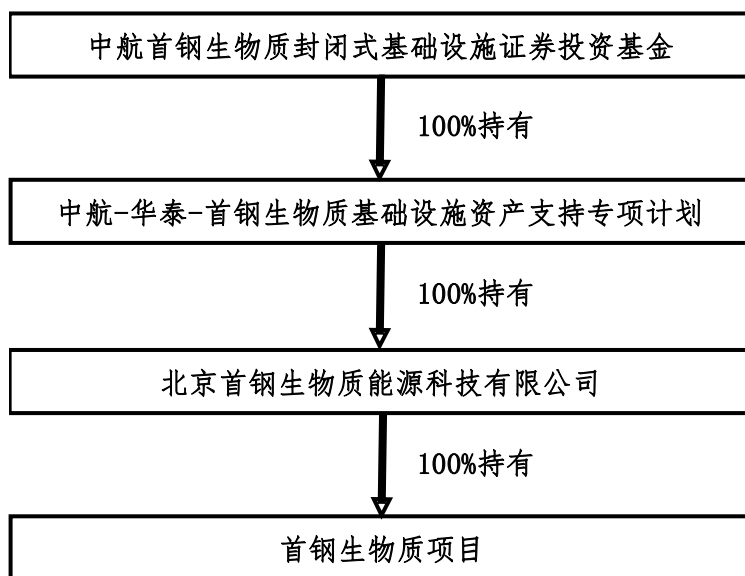 中航首钢生物质封闭式基础设施证券投资基金
100%持有
中航-华泰-首钢生物质基础设施资产支持专项计划
100%持有
北京首钢生物质能源科技有限公司
100%持有
首钢生物质项目